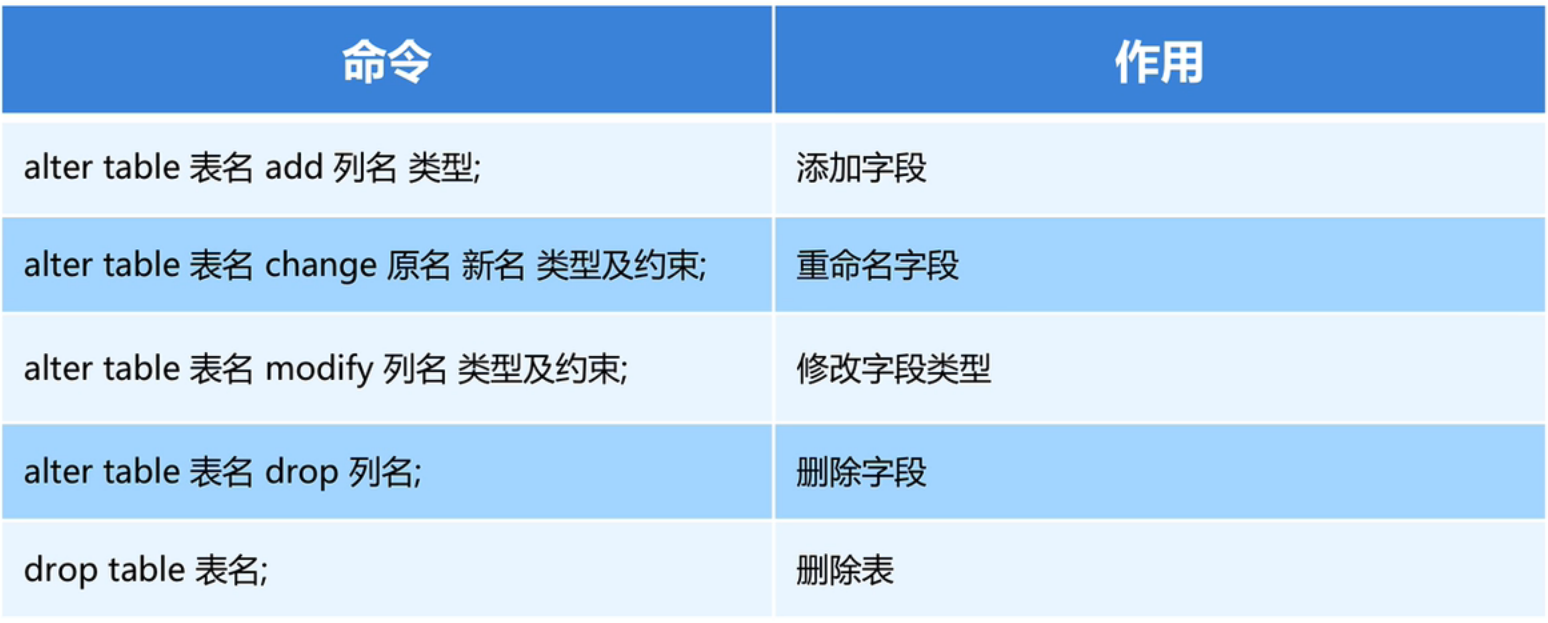 命令 作用
alter table 表名 add 列名 类型; 添加字段
alter table 表名 change 原名 新名 类型及约束; 重命名字段
alter table 表名 modify 列名 类型及约束; 修改字段类型
alter table 表名 drop 列名; 删除字段
drop table 表名; 删除表